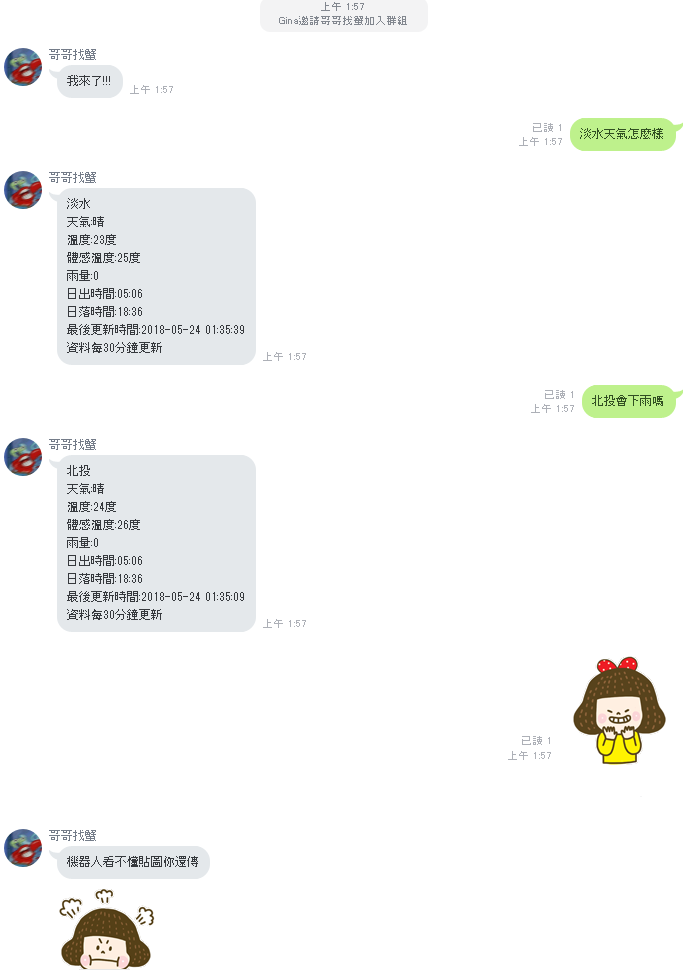 上午 1:57
Gina邀請哥哥找蟹加入群組
哥哥找蟹
我來了!!!
上午 1:57
已讀 1
上午 1:57
淡水天氣怎麼樣
哥哥找蟹
淡水
天氣:晴
溫度:23度
體感溫度:25度
雨量:0
日出時間:05:06
日落時間:18:36
最後更新時間:2018-05-24 01:35:39
資料每30分鐘更新
上午 1:57
已讀 1
上午 1:57
北投會下雨嗎
哥哥找蟹
北投
天氣:晴
溫度:24度
體感溫度:26度
雨量:0
日出時間:05:06
日落時間:18:36
最後更新時間:2018-05-24 01:35:09
資料每30分鐘更新
上午 1:57
已讀 1
上午 1:57
哥哥找蟹
機器人看不懂貼圖你還傳